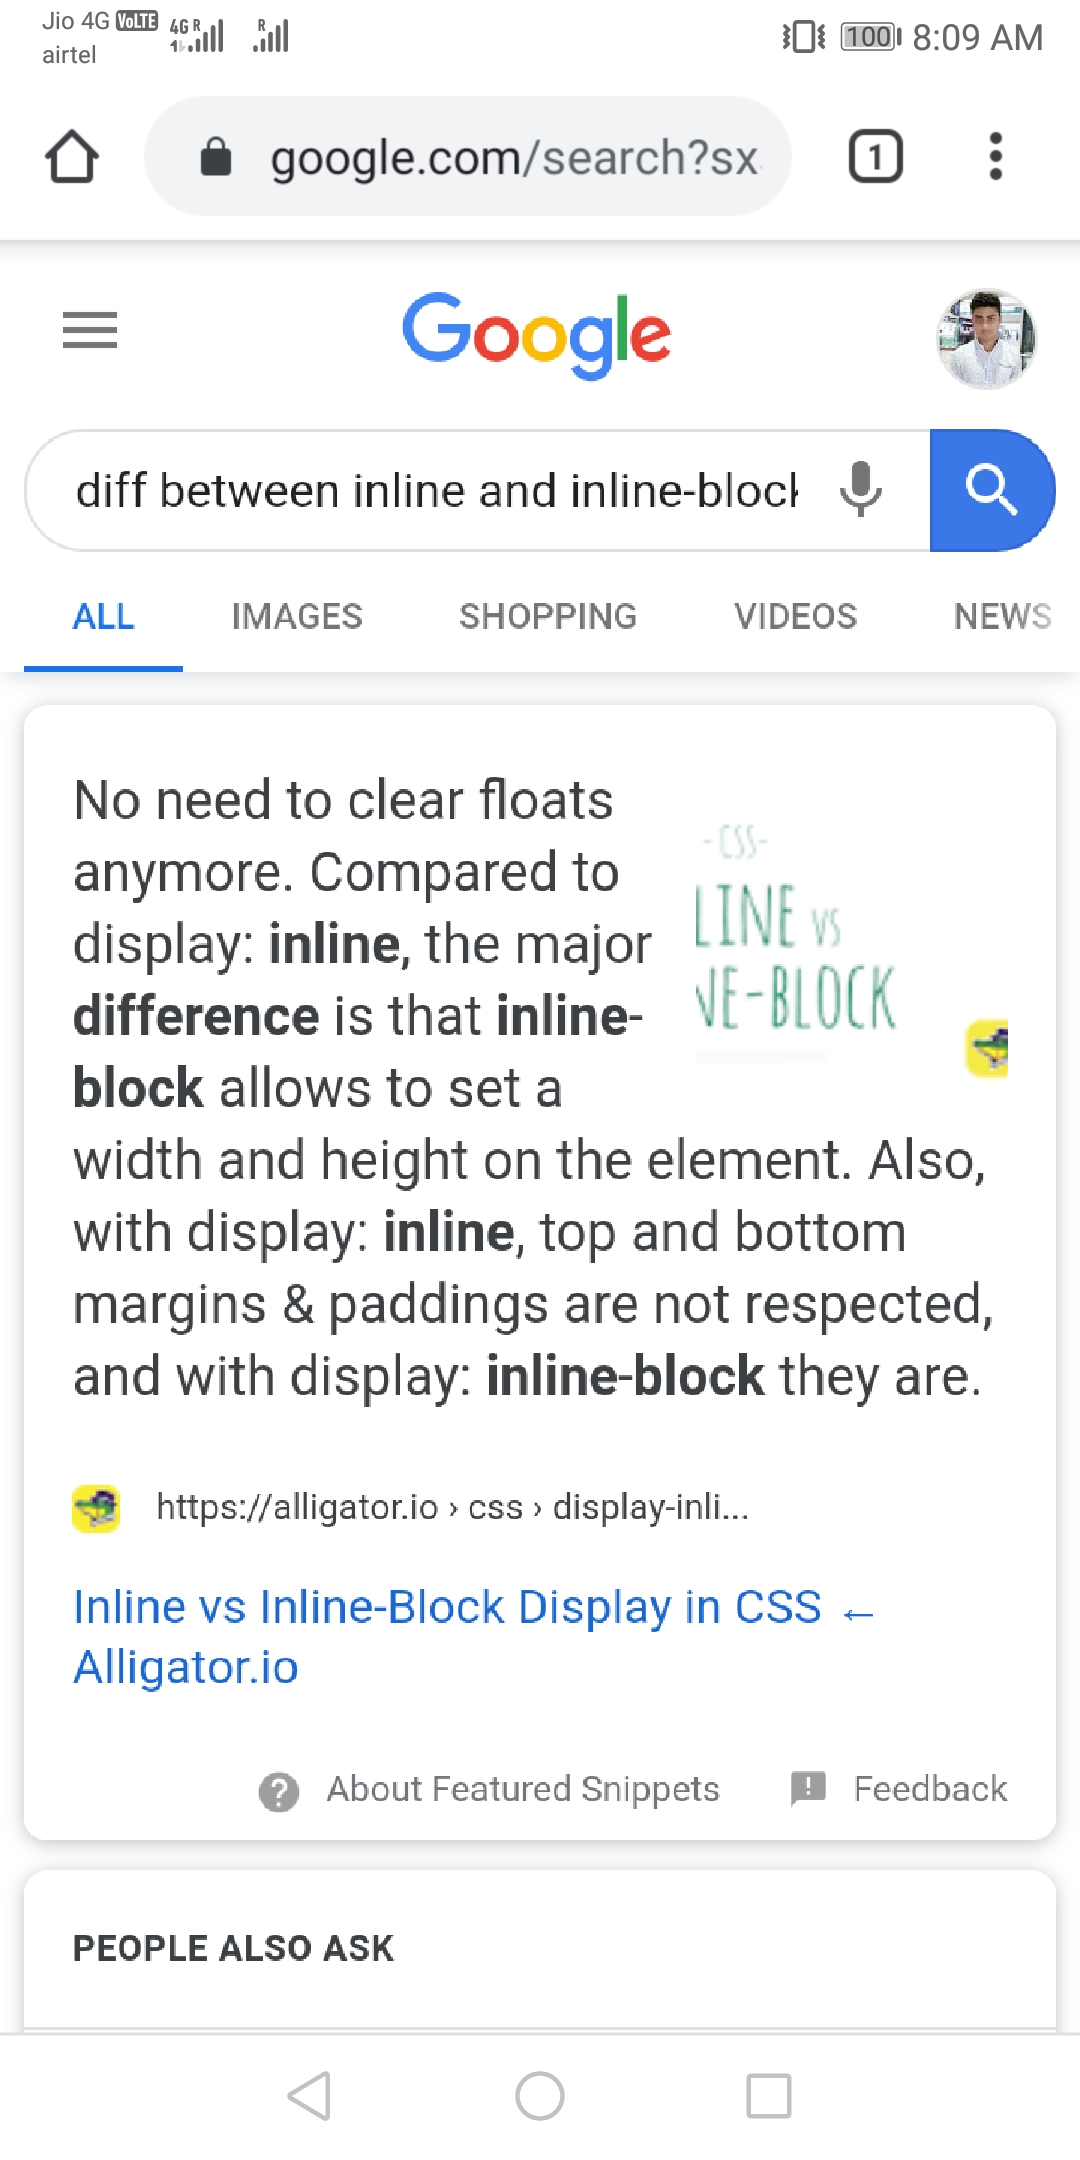 Jio 4G VoLTE 4G R R 100 8:09 AM
airtel
google.com/search?sx
1
Google
diff between inline and inline-block
ALL IMAGES SHOPPING VIDEOS NEWS
No need to clear floats
anymore. Compared to
display: inline, the major
difference is that inline-
block allows to set a
width and height on the element. Also,
with display: inline, top and bottom
margins & paddings are not respected,
and with display: inline-block they are.
-CSS-
LINE VS
NE-BLOCK
https://alligator.io › css › display-inli...
Inline vs Inline-Block Display in CSS ←
Alligator.io
About Featured Snippets Feedback
PEOPLE ALSO ASK